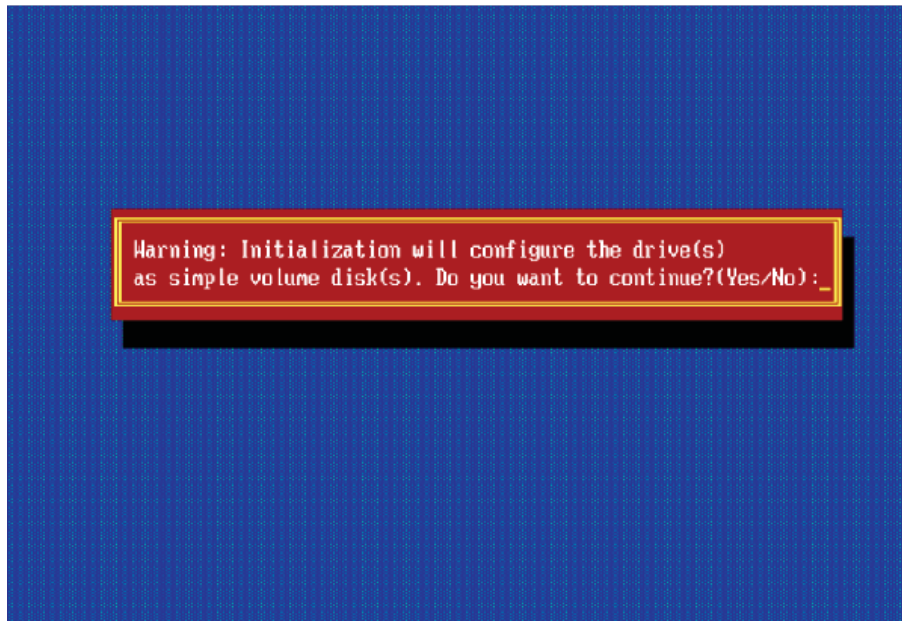 Warning: Initialization will configure the drive(s)
as simple volume disk(s). Do you want to continue?(Yes/No):_